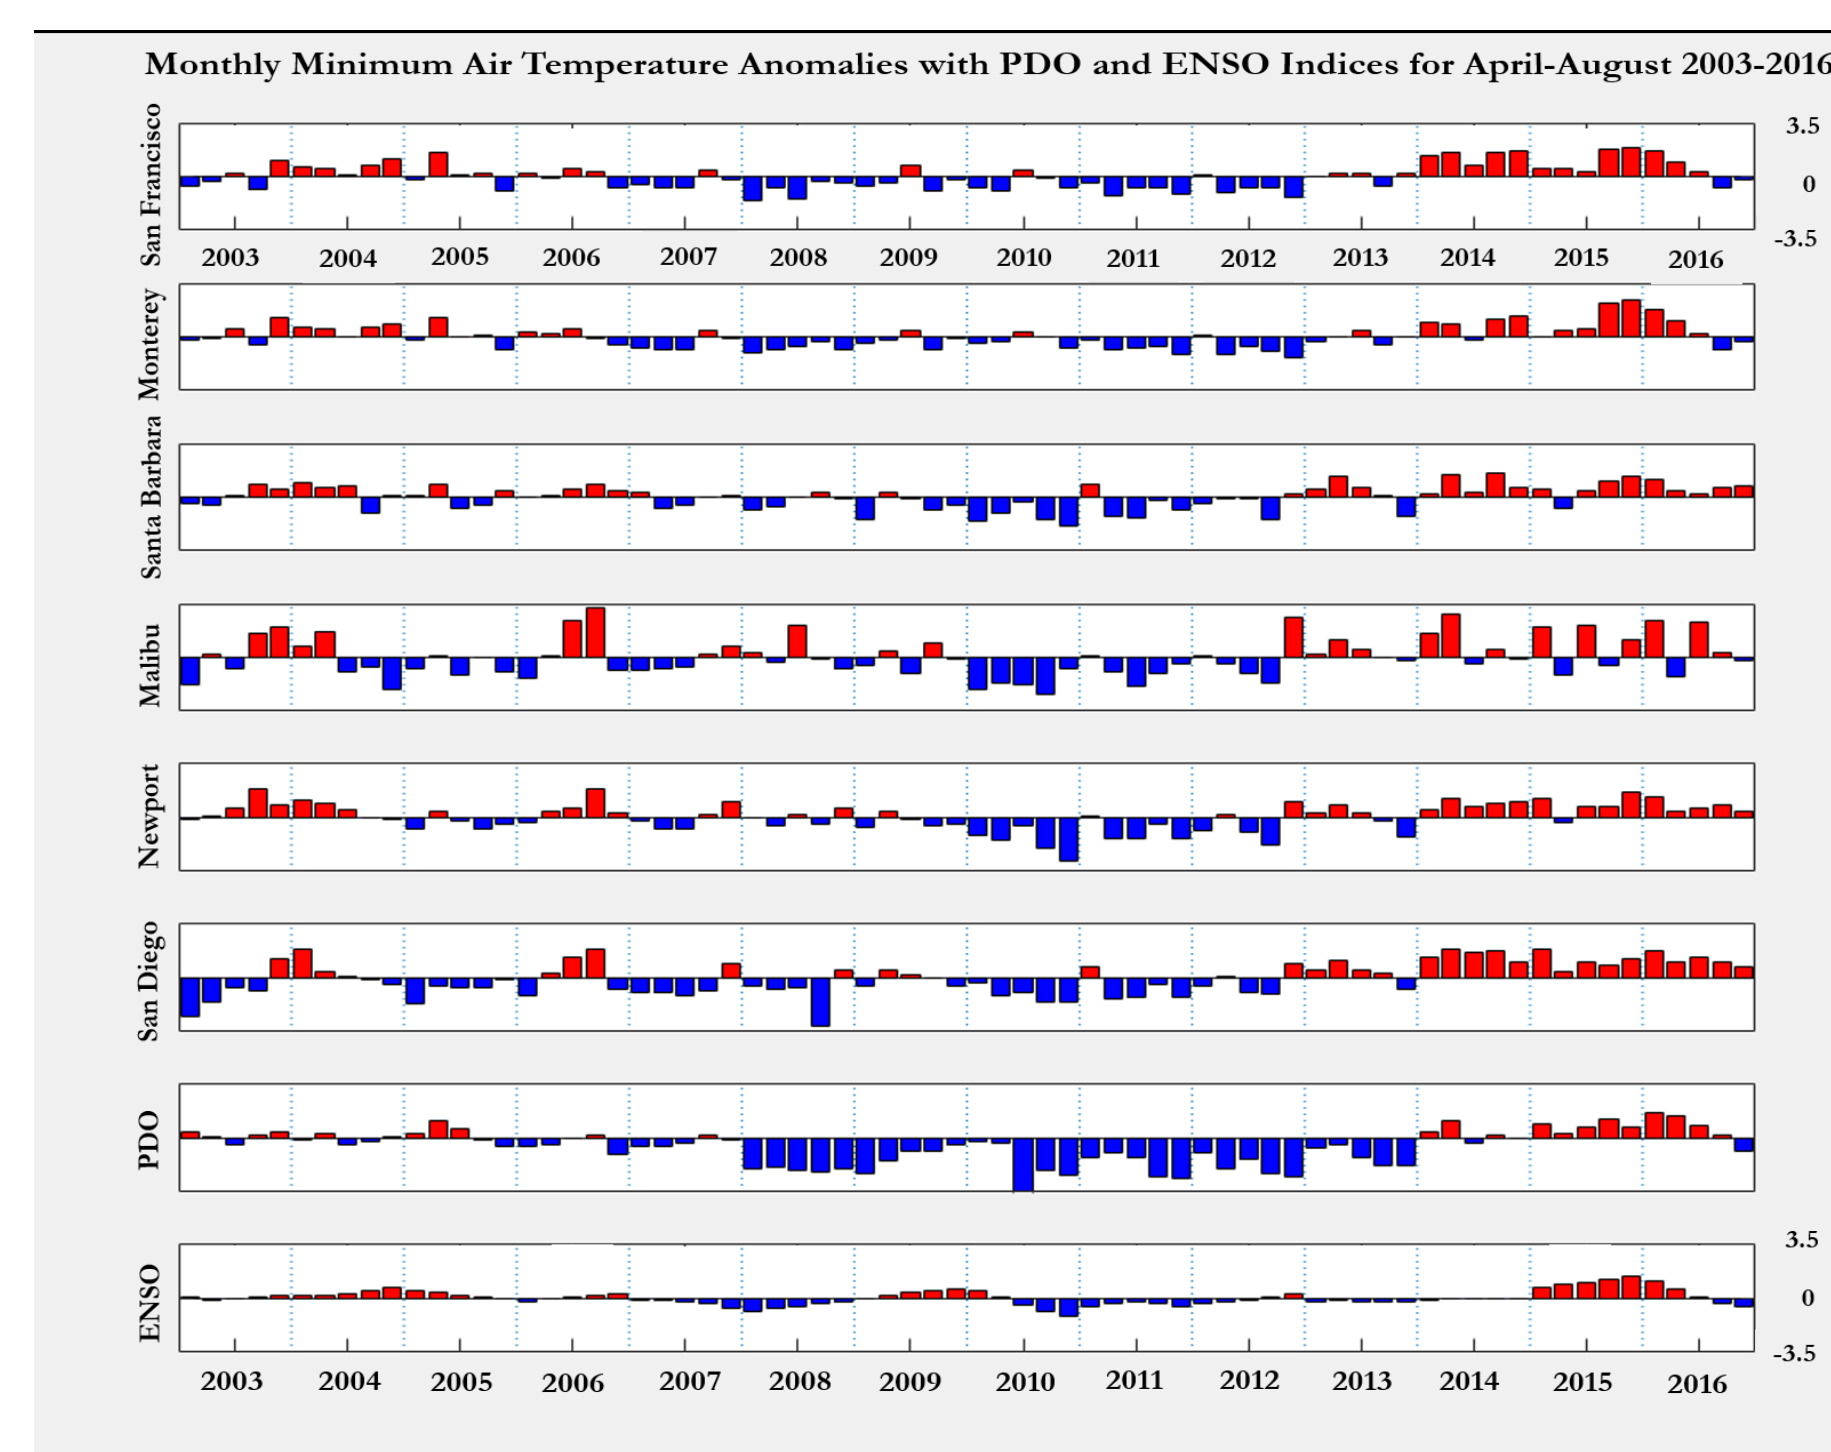 Monthly Minimum Air Temperature Anomalies with PDO and ENSO Indices for April-August 2003-2016
San Francisco
3.5
0
-3.5
2003 2004 2005 2006 2007 2008 2009 2010 2011 2012 2013 2014 2015 2016
Monterey
Santa Barbara
Malibu
Newport
San Diego
PDO
ENSO
3.5
0
-3.5
2003 2004 2005 2006 2007 2008 2009 2010 2011 2012 2013 2014 2015 2016